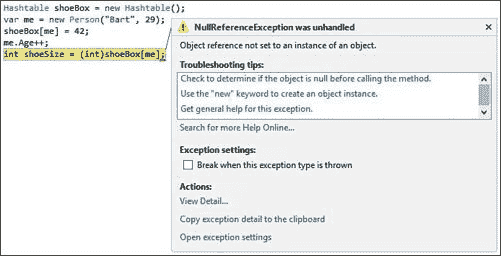 Hashtable shoeBox = new Hashtable();
var me = new Person("Bart", 29);
shoeBox[me] = 42;
me.Age++;
int shoeSize = (int)shoeBox[me];
NullReferenceException was unhandled
Object reference not set to an instance of an object.
Troubleshooting tips:
Check to determine if the object is null before calling the method.
Use the "new" keyword to create an object instance.
Get general help for this exception.
Search for more Help Online...
Exception settings:
Break when this exception type is thrown
Actions:
View Detail...
Copy exception detail to the clipboard
Open exception settings